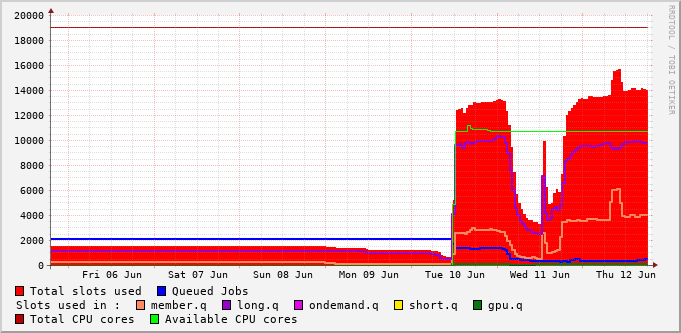 RRDTOOL / TOBI OETIKER
20000
18000
16000
14000
12000
10000
8000
6000
4000
2000
0
Fri 06 Jun Sat 07 Jun Sun 08 Jun Mon 09 Jun Tue 10 Jun Wed 11 Jun Thu 12 Jun
Total slots used Queued Jobs
Slots used in : member.q long.q ondemand.q short.q gpu.q
Total CPU cores Available CPU cores